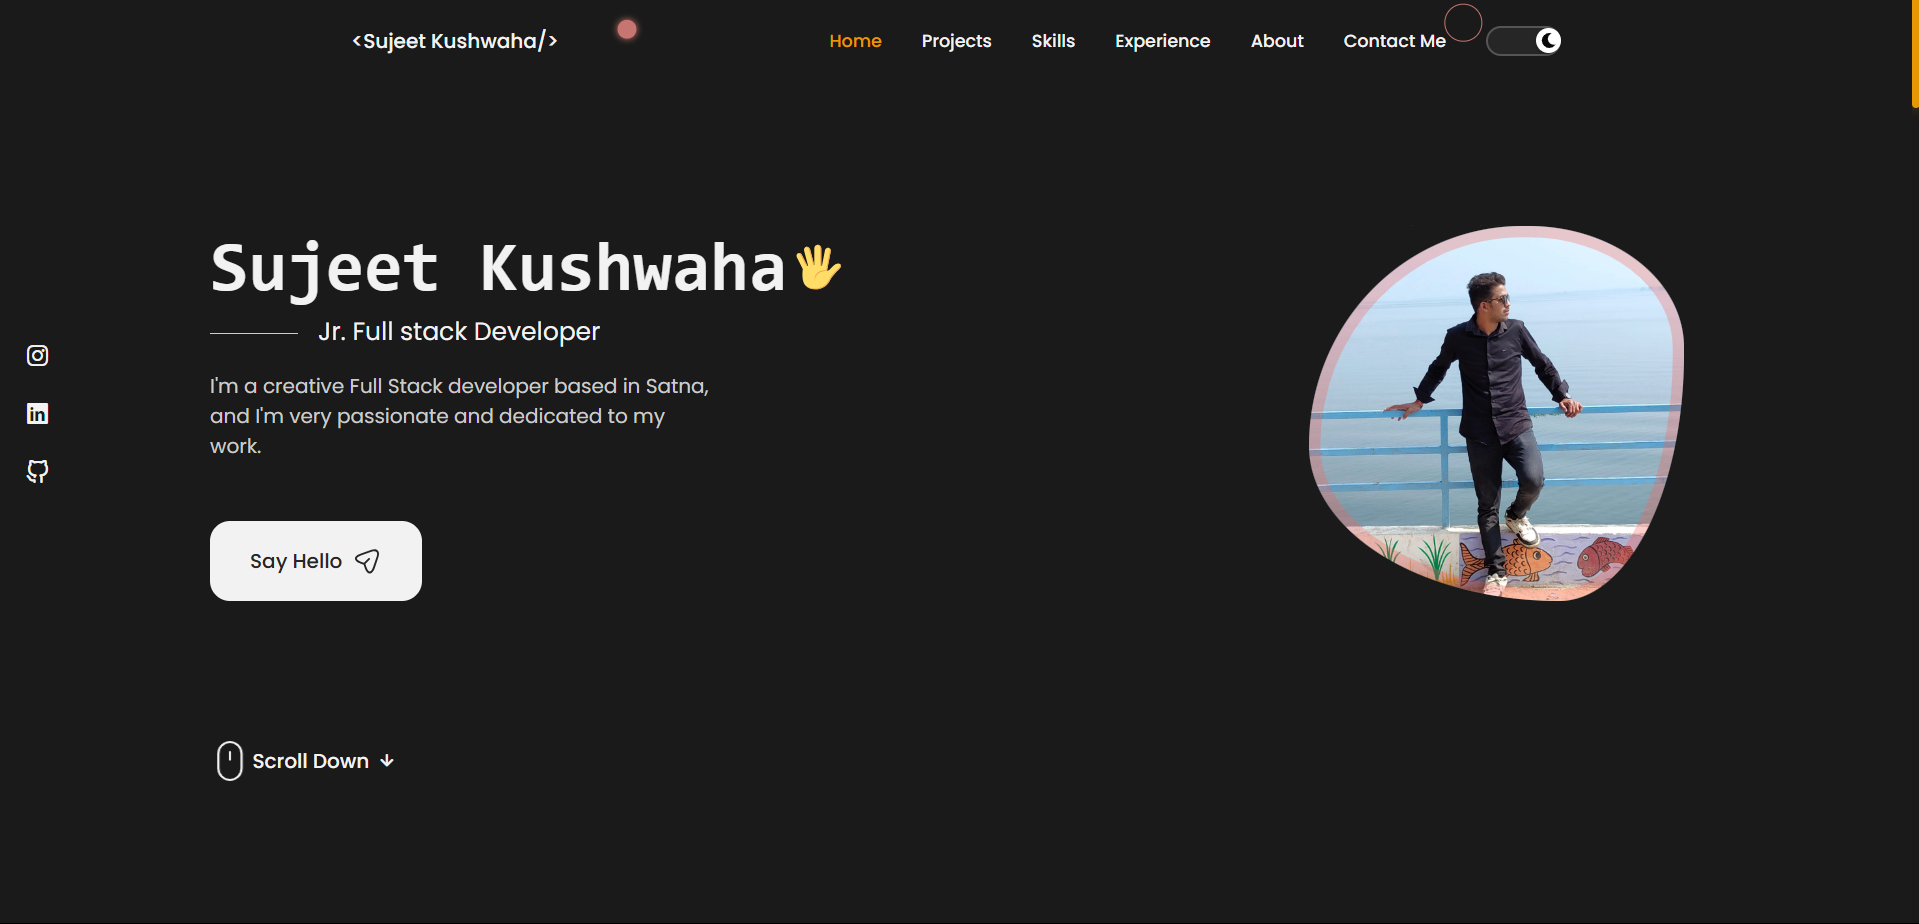 <Sujeet Kushwaha/>
Home Projects Skills Experience About Contact Me
Sujeet Kushwaha👋
Jr. Full stack Developer
I'm a creative Full Stack developer based in Satna,
and I'm very passionate and dedicated to my
work.
Say Hello
Scroll Down ↓